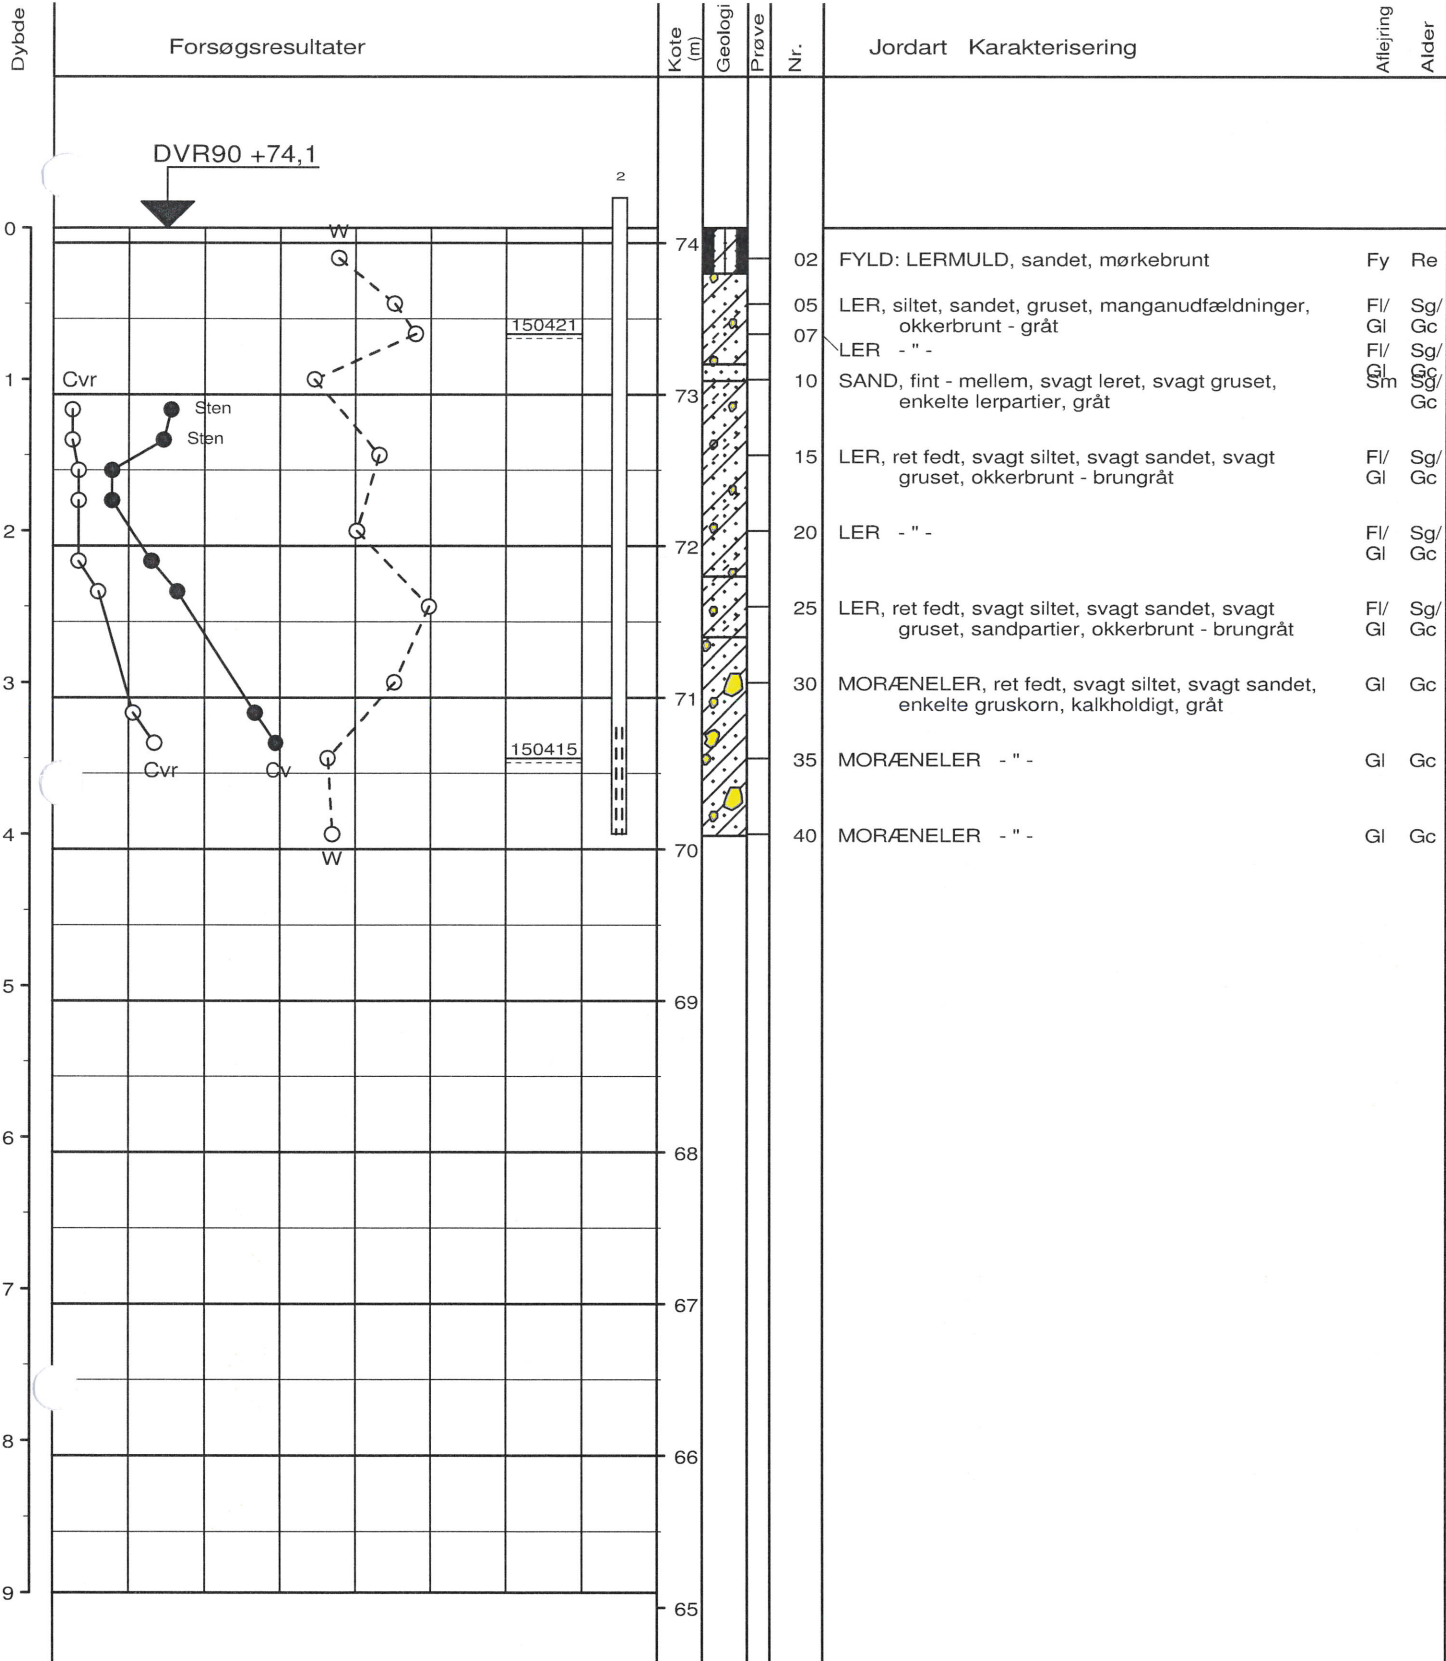 Dybde
Forsøgsresultater
Kote (m)
Geologi
Prøve
Nr.
Jordart Karakterisering
Aflejring
Alder
DVR90 +74,1
2
0
W
74
02 FYLD: LERMULD, sandet, mørkebrunt Fy Re
05 LER, siltet, sandet, gruset, manganudfældninger, Fl/ Sg/
okkerbrunt - gråt Gl Gc
150421
07
LER - " - Fl/ Sg/
Gl Gc
1
Cvr
73
10 SAND, fint - mellem, svagt leret, svagt gruset, Sm Sg/
enkelte lerpartier, gråt Gc
Sten
Sten
15 LER, ret fedt, svagt siltet, svagt sandet, svagt Fl/ Sg/
gruset, okkerbrunt - brungråt Gl Gc
2
72
20 LER - " - Fl/ Sg/
Gl Gc
25 LER, ret fedt, svagt siltet, svagt sandet, svagt Fl/ Sg/
gruset, sandpartier, okkerbrunt - brungråt Gl Gc
3
71
30 MORÆNELER, ret fedt, svagt siltet, svagt sandet, Gl Gc
enkelte gruskorn, kalkholdigt, gråt
150415
35 MORÆNELER - " - Gl Gc
Cvr
Cv
4
40 MORÆNELER - " - Gl Gc
W
70
5
69
6
68
7
67
8
66
9
65